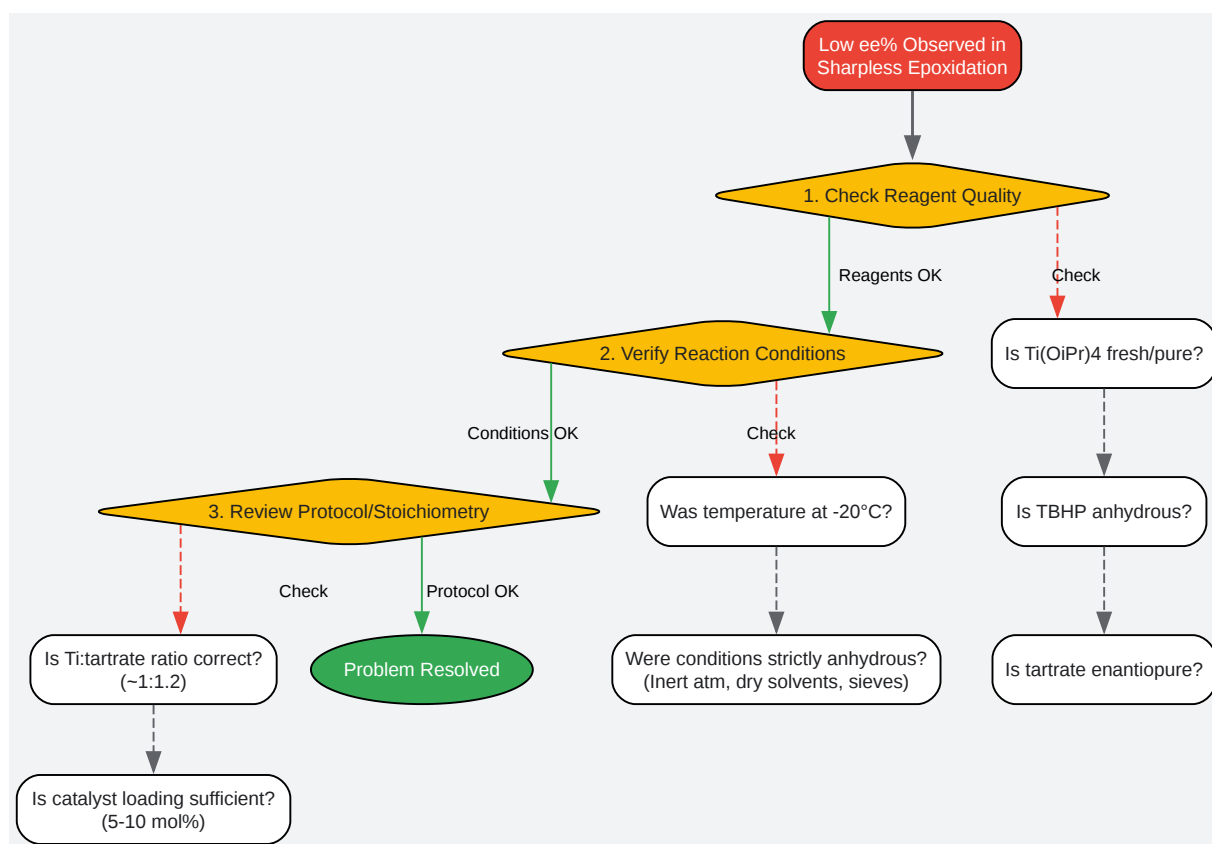 Low ee% Observed in
Sharpless Epoxidation
1. Check Reagent Quality
Reagents OK
Check
2. Verify Reaction Conditions
Is Ti(OiPr)4 fresh/pure?
Conditions OK
Check
3. Review Protocol/Stoichiometry
Was temperature at -20°C?
Is TBHP anhydrous?
Check
Protocol OK
Is Ti:tartrate ratio correct?
(~1:1.2)
Problem Resolved
Were conditions strictly anhydrous?
(Inert atm, dry solvents, sieves)
Is tartrate enantiopure?
Is catalyst loading sufficient?
(5-10 mol%)